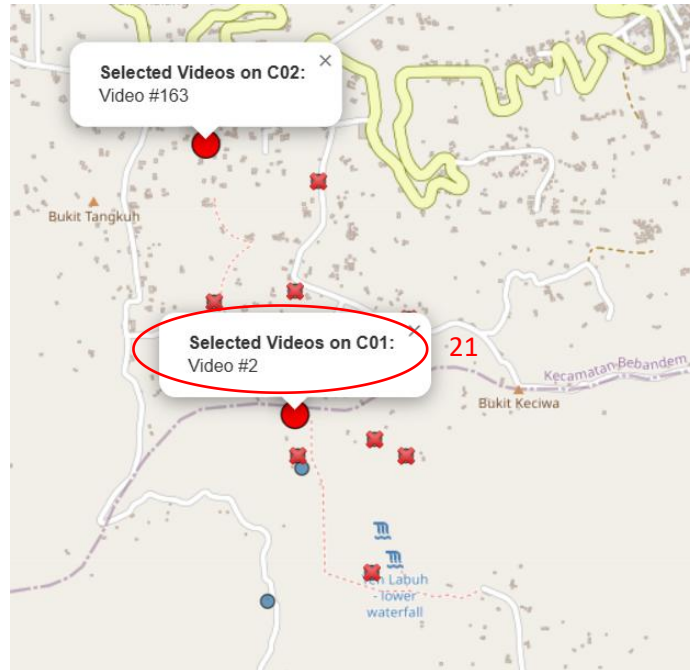 Selected Videos on C02:
Video #163
Bukit Tangkuh
Selected Videos on C01:
Video #2
21
Kecamatan Bebandem
Bukit Keciwa
Labuh
- lower
waterfall